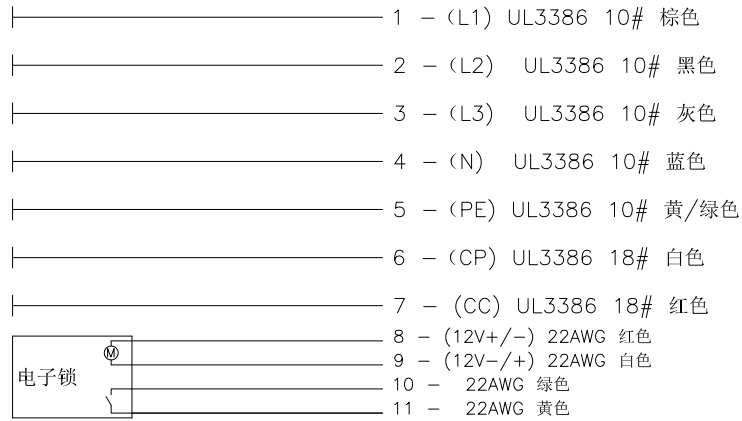 1 - (L1) UL3386 10# 棕色
2 - (L2) UL3386 10# 黑色
3 - (L3) UL3386 10# 灰色
4 - (N) UL3386 10# 蓝色
5 - (PE) UL3386 10# 黄/绿色
6 - (CP) UL3386 18# 白色
7 - (CC) UL3386 18# 红色
8 - (12V+/-) 22AWG 红色
M
9 - (12V-/+) 22AWG 白色
电子锁
10 - 22AWG 绿色
11 - 22AWG 黄色